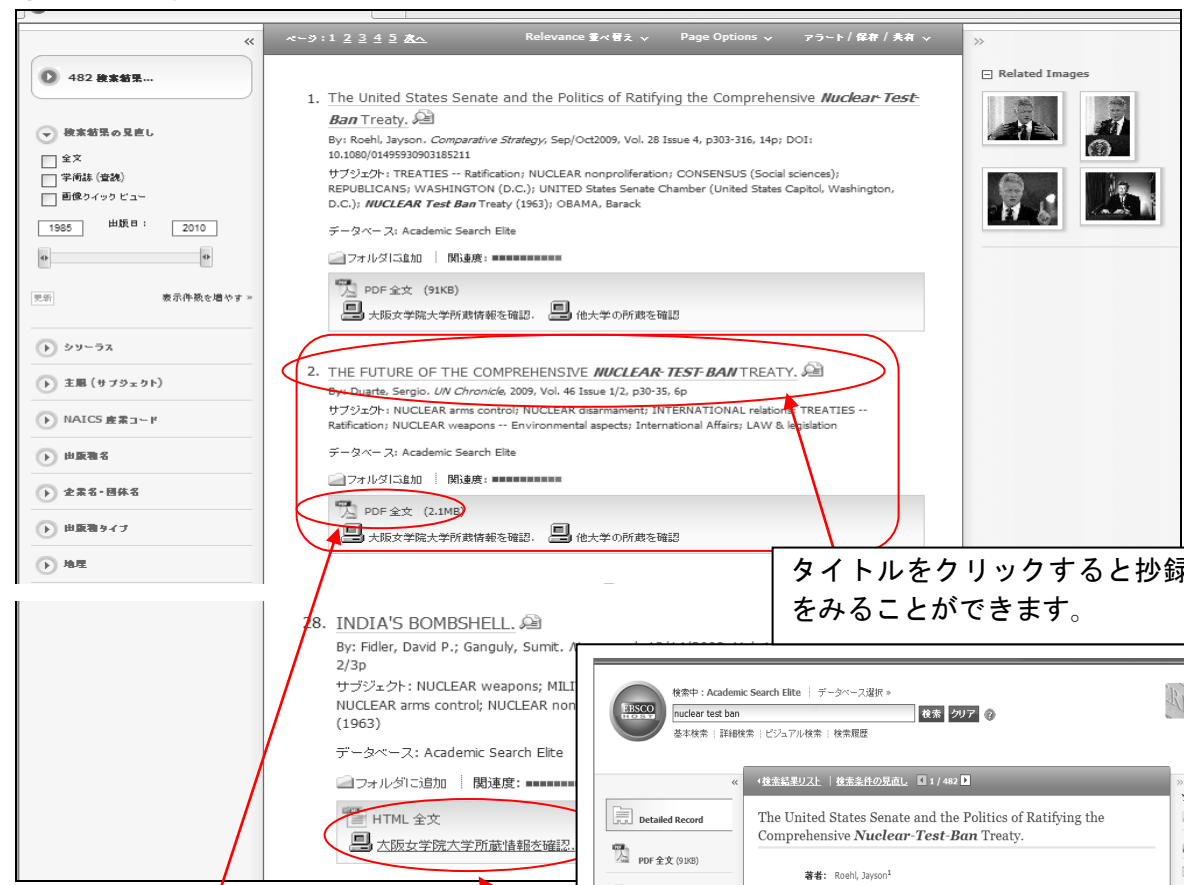 «
ページ:1 2 3 4 5 次へ
Relevance 並べ替え
Page Options
アラート / 保存 / 共有
»
482 検索結果...
検索結果の見直し
全文
学術誌 (査読)
画像クイック ビュー
1985 出版日: 2010
更新
表示件数を増やす »
シソーラス
主題 (サブジェクト)
NAICS 産業コード
出版物名
企業名・団体名
出版物タイプ
地理
1. The United States Senate and the Politics of Ratifying the Comprehensive Nuclear-Test-
Ban Treaty.
By: Roehl, Jayson. Comparative Strategy, Sep/Oct2009, Vol. 28 Issue 4, p303-316, 14p; DOI:
10.1080/01495930903185211
サブジェクト: TREATIES -- Ratification; NUCLEAR nonproliferation; CONSENSUS (Social sciences);
REPUBLICANS; WASHINGTON (D.C.); UNITED States Senate Chamber (United States Capitol, Washington,
D.C.); NUCLEAR Test Ban Treaty (1963); OBAMA, Barack
データベース: Academic Search Elite
フォルダに追加 関連度:
PDF 全文 (91KB)
大阪女学院大学所蔵情報を確認. 他大学の所蔵を確認
2. THE FUTURE OF THE COMPREHENSIVE NUCLEAR-TEST-BAN TREATY.
By: Duarte, Sergio. UN Chronicle, 2009, Vol. 46 Issue 1/2, p30-35, 6p
サブジェクト: NUCLEAR arms control; NUCLEAR disarmament; INTERNATIONAL relations; TREATIES --
Ratification; NUCLEAR weapons -- Environmental aspects; International Affairs; LAW & legislation
データベース: Academic Search Elite
フォルダに追加 関連度:
PDF 全文 (2.1MB)
大阪女学院大学所蔵情報を確認. 他大学の所蔵を確認
Related Images
タイトルをクリックすると抄録
をみることができます。
28. INDIA'S BOMBSHELL.
By: Fidler, David P.; Ganguly, Sumit.
2/3p
サブジェクト: NUCLEAR weapons; MILI
NUCLEAR arms control; NUCLEAR non
(1963)
データベース: Academic Search Elite
フォルダに追加 関連度:
HTML 全文
大阪女学院大学所蔵情報を確認.
EBSCO
HOST
検索中 : Academic Search Elite データベース選択 »
nuclear test ban 検索 クリア
基本検索 詳細検索 ビジュアル検索 検索履歴
«
検索結果リスト 検索条件の見直し 1 / 482
»
Detailed Record
PDF 全文 (91KB)
The United States Senate and the Politics of Ratifying the
Comprehensive Nuclear-Test-Ban Treaty.
著者: Roehl, Jayson1